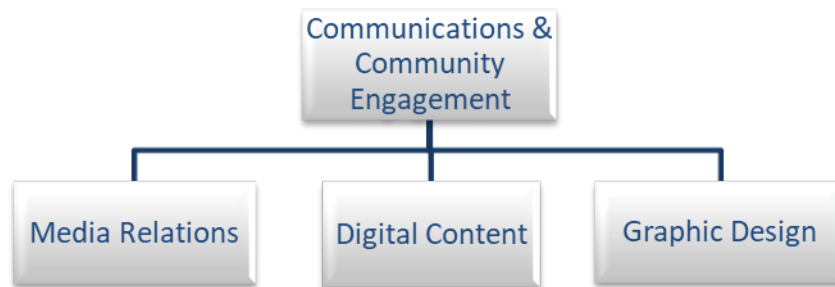 Communications &
Community
Engagement
Media Relations
Digital Content
Graphic Design